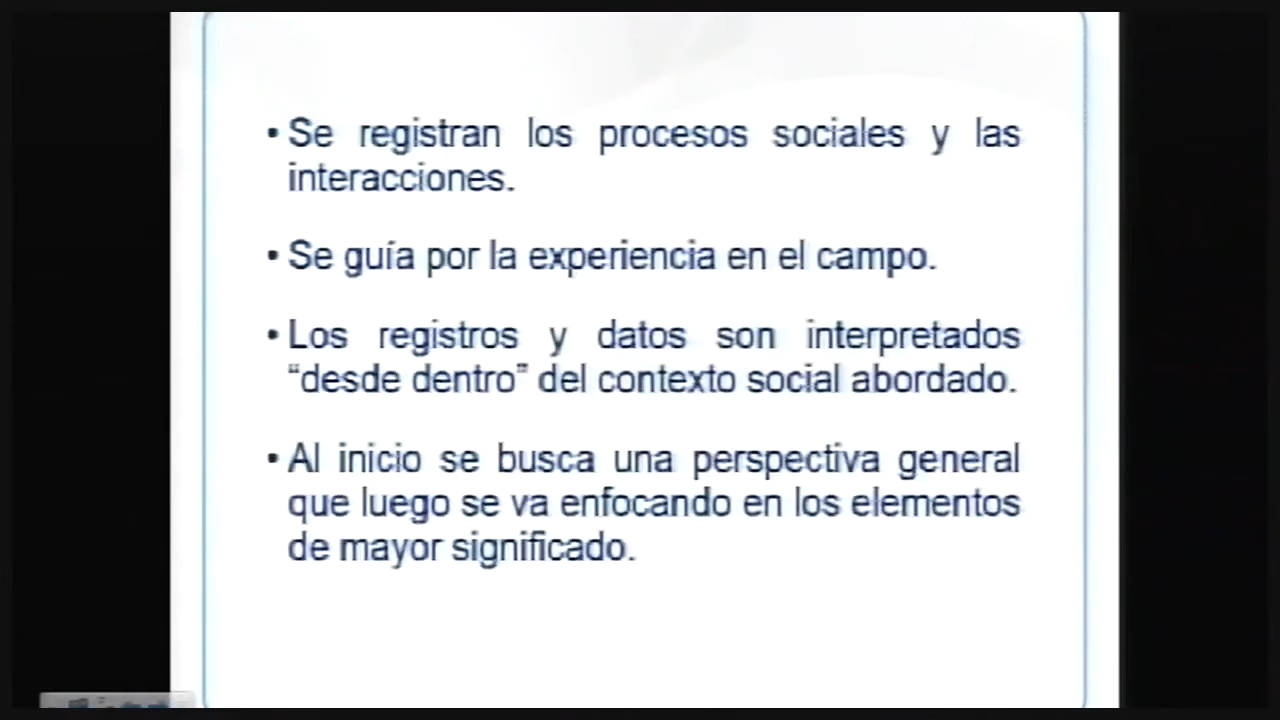 • Se registran los procesos sociales y las
interacciones.
• Se guía por la experiencia en el campo.
• Los registros y datos son interpretados
“desde dentro” del contexto social abordado.
• Al inicio se busca una perspectiva general
que luego se va enfocando en los elementos
de mayor significado.